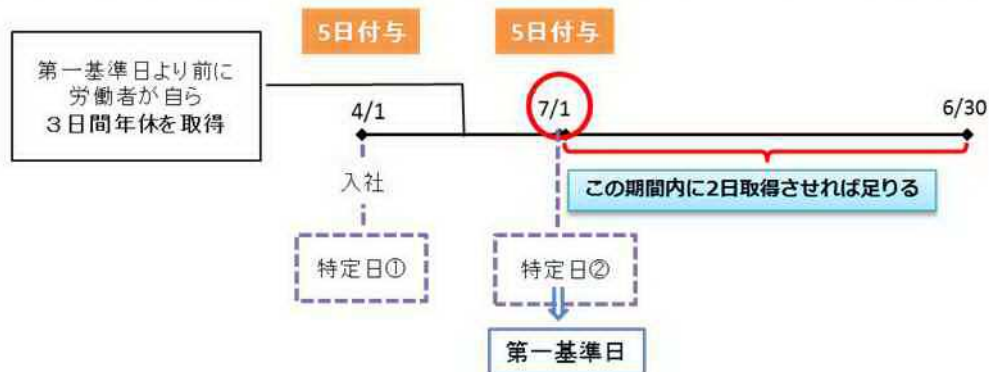 5日付与
5日付与
第一基準日より前に
労働者が自ら
３日間年休を取得
4/1
7/1
6/30
入社
この期間内に2日取得させれば足りる
特定日①
特定日②
第一基準日